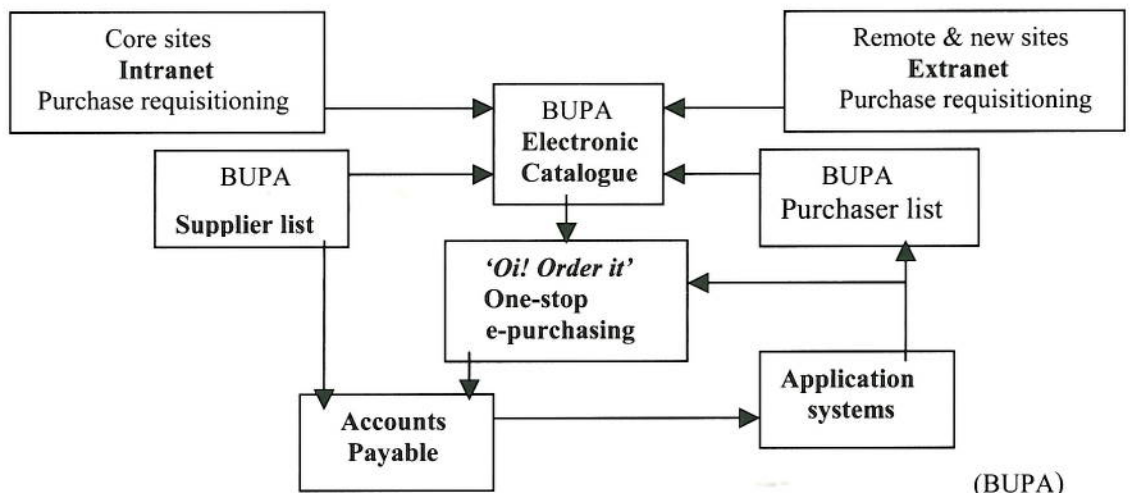 Core sites
Intranet
Purchase requisitioning
Remote & new sites
Extranet
Purchase requisitioning
BUPA
Electronic
Catalogue
BUPA
Supplier list
BUPA
Purchaser list
‘Oi! Order it’
One-stop
e-purchasing
Application
systems
Accounts
Payable
(BUPA)